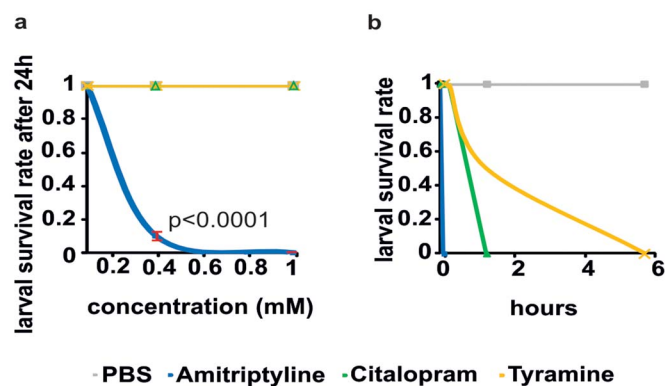 a
b
larval survival rate after 24h
1
0.8
0.6
0.4
0.2
0
p<0.0001
0.2 0.4 0.6 0.8 1
concentration (mM)
larval survival rate
1
0.8
0.6
0.4
0.2
0
0 2 4 6
hours
PBS Amitriptyline Citalopram Tyramine